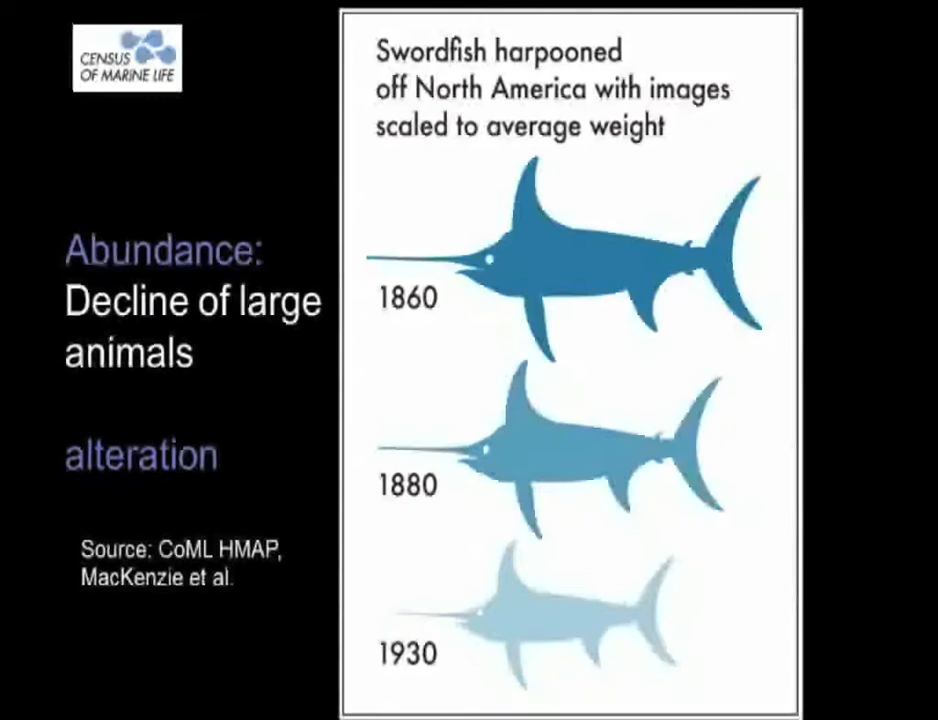 CENSUS
OF MARINE LIFE
Abundance:
Decline of large
animals
alteration
Source: CoML HMAP,
MacKenzie et al.
Swordfish harpooned
off North America with images
scaled to average weight
1860
1880
1930